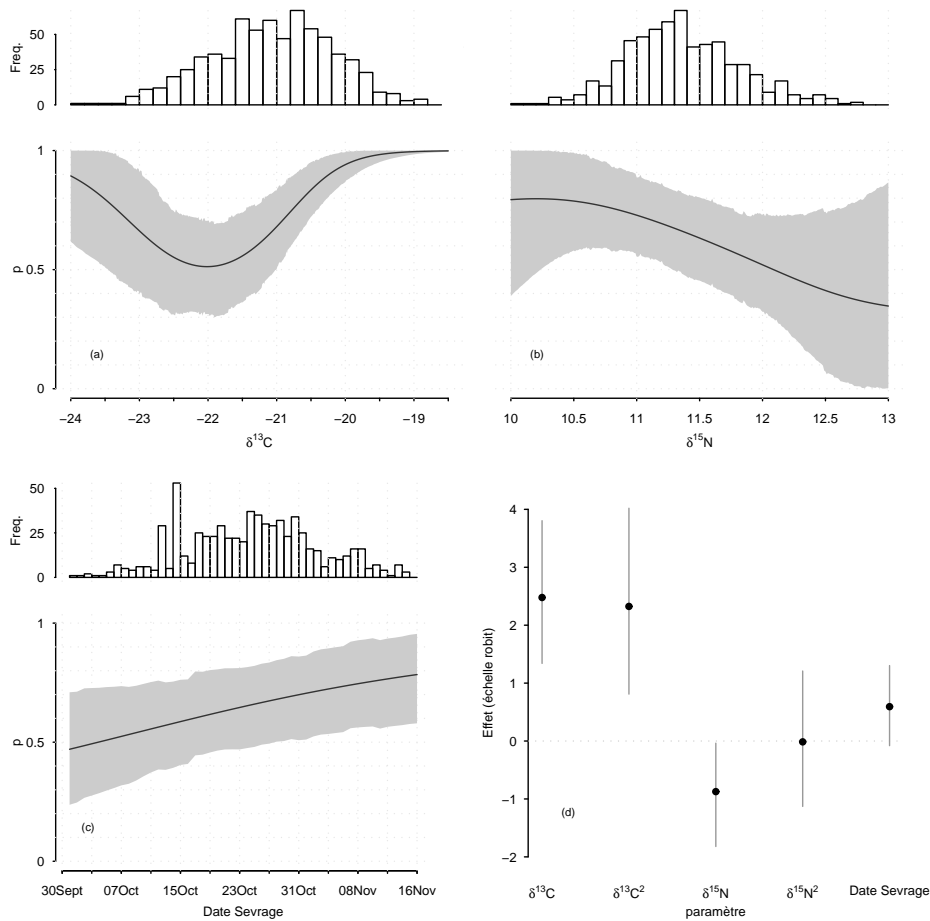 50
25
0
Freq.
1
0.5
0
p
(a)
−24 −23 −22 −21 −20 −19
δ¹³C
50
25
0
Freq.
1
0.5
0
p
(b)
10 10.5 11 11.5 12 12.5 13
δ¹⁵N
50
25
0
Freq.
1
0.5
0
p
(c)
30Sept 07Oct 15Oct 23Oct 31Oct 08Nov 16Nov
Date Sevrage
4
3
2
1
0
−1
−2
Effet (échelle robit)
(d)
δ¹³C δ¹³C² δ¹⁵N δ¹⁵N² Date Sevrage
paramètre